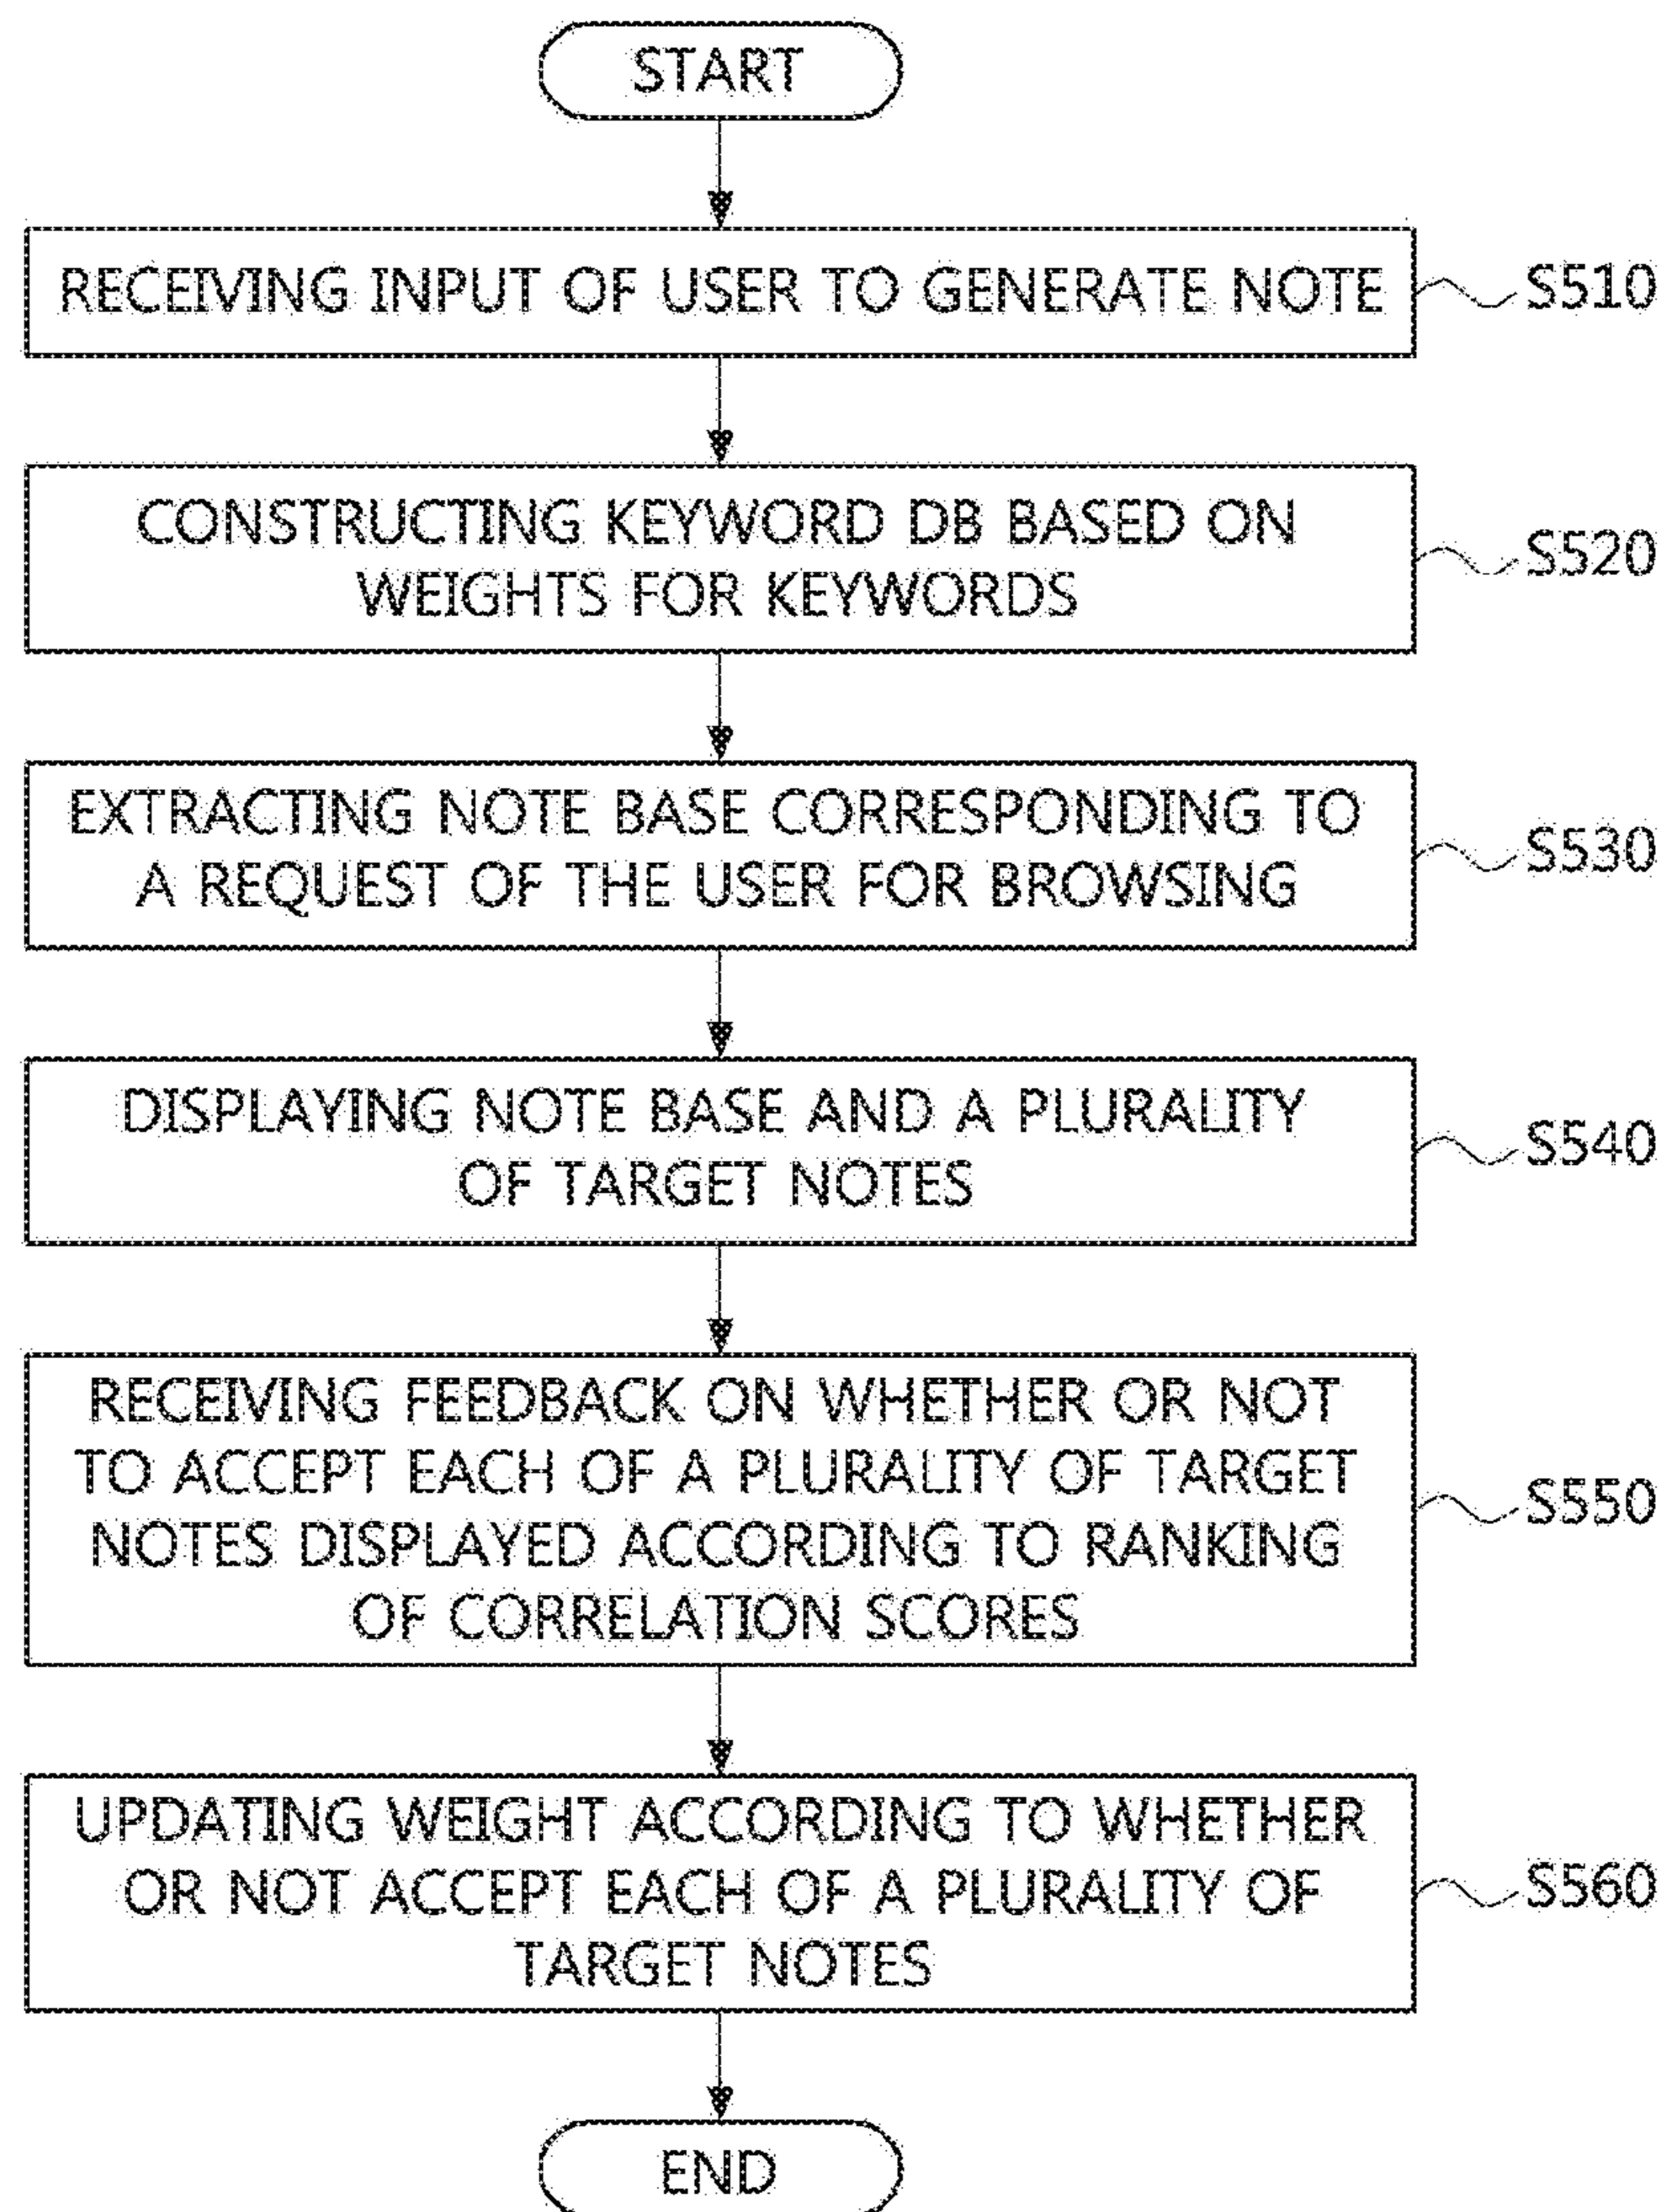 START
RECEIVING INPUT OF USER TO GENERATE NOTE
S510
CONSTRUCTING KEYWORD DB BASED ON
WEIGHTS FOR KEYWORDS
S520
EXTRACTING NOTE BASE CORRESPONDING TO
A REQUEST OF THE USER FOR BROWSING
S530
DISPLAYING NOTE BASE AND A PLURALITY
OF TARGET NOTES
S540
RECEIVING FEEDBACK ON WHETHER OR NOT
TO ACCEPT EACH OF A PLURALITY OF TARGET
NOTES DISPLAYED ACCORDING TO RANKING
OF CORRELATION SCORES
S550
UPDATING WEIGHT ACCORDING TO WHETHER
OR NOT ACCEPT EACH OF A PLURALITY OF
TARGET NOTES
S560
END